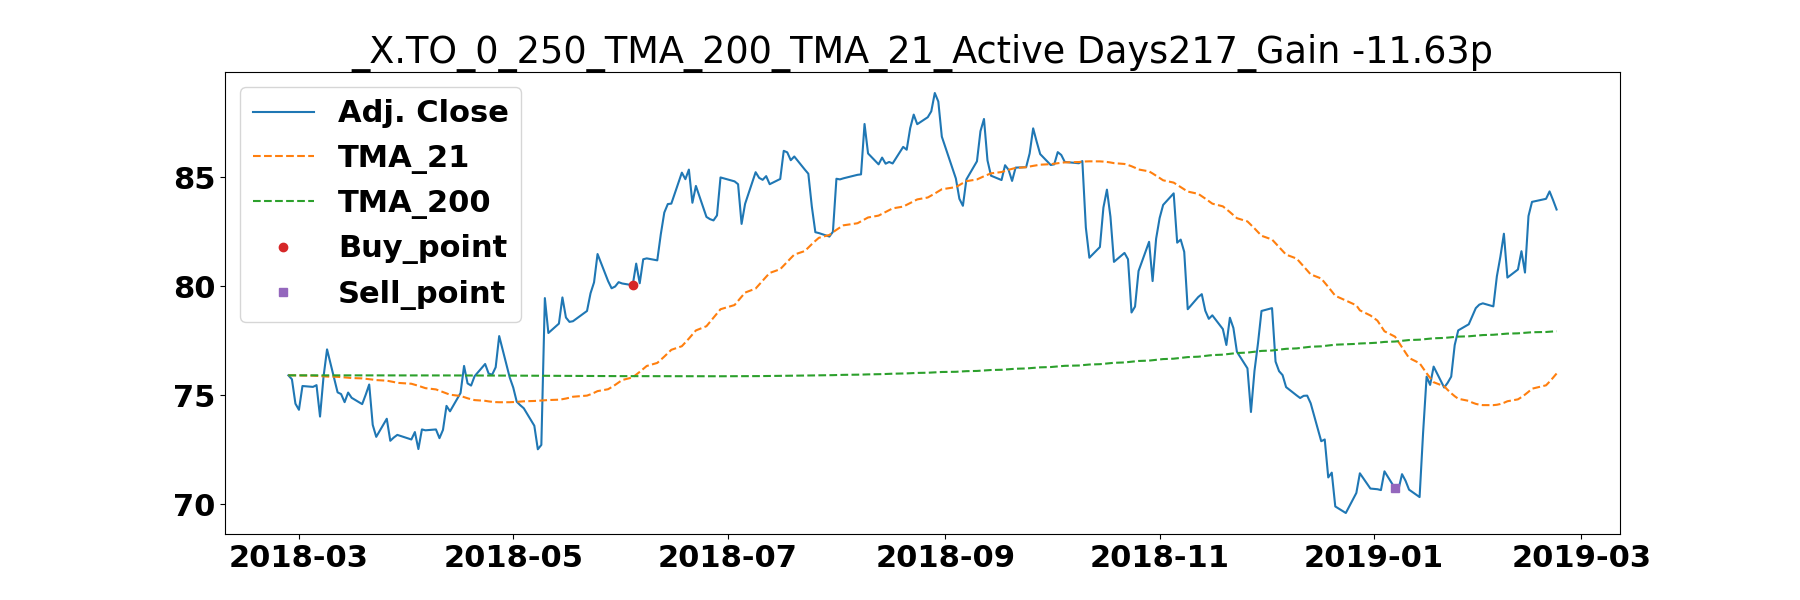 _X.TO_0_250_TMA_200_TMA_21_Active Days217_Gain -11.63p
Adj. Close
TMA_21
TMA_200
Buy_point
Sell_point
85
80
75
70
2018-03 2018-05 2018-07 2018-09 2018-11 2019-01 2019-03